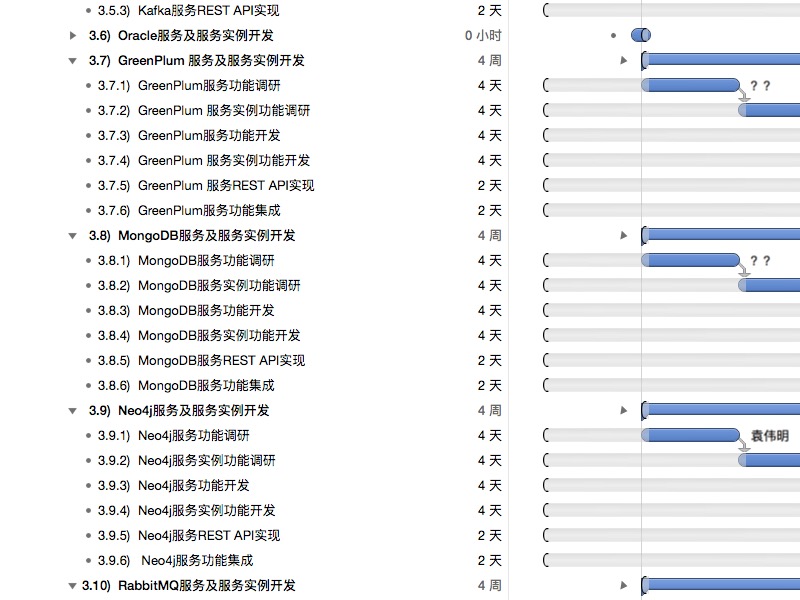 3.5.3) Kafka服务REST API实现 2 天
3.6) Oracle服务及服务实例开发 0 小时
3.7) GreenPlum 服务及服务实例开发 4 周
3.7.1) GreenPlum服务功能调研 4 天 ? ?
3.7.2) GreenPlum 服务实例功能调研 4 天
3.7.3) GreenPlum服务功能开发 4 天
3.7.4) GreenPlum 服务实例功能开发 4 天
3.7.5) GreenPlum 服务REST API实现 2 天
3.7.6) GreenPlum服务功能集成 2 天
3.8) MongoDB服务及服务实例开发 4 周
3.8.1) MongoDB服务功能调研 4 天 ? ?
3.8.2) MongoDB服务实例功能调研 4 天
3.8.3) MongoDB服务功能开发 4 天
3.8.4) MongoDB服务实例功能开发 4 天
3.8.5) MongoDB服务REST API实现 2 天
3.8.6) MongoDB服务功能集成 2 天
3.9) Neo4j服务及服务实例开发 4 周
3.9.1) Neo4j服务功能调研 4 天 袁伟明
3.9.2) Neo4j服务实例功能调研 4 天
3.9.3) Neo4j服务功能开发 4 天
3.9.4) Neo4j服务实例功能开发 4 天
3.9.5) Neo4j服务REST API实现 2 天
3.9.6) Neo4j服务功能集成 2 天
3.10) RabbitMQ服务及服务实例开发 4 周